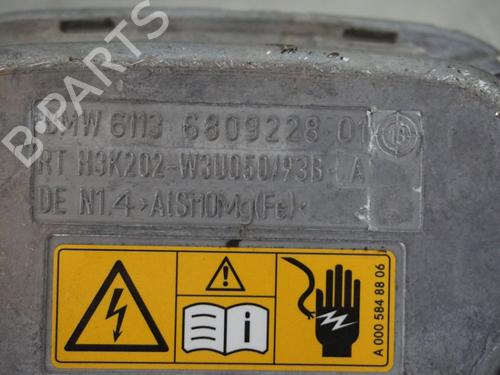 BMW 6113 6809228 01
RT H3K202-W3U050/93B-A
DE N1.4 >AlSi10Mg(Fe)<
A 000 584 88 06
B-Parts